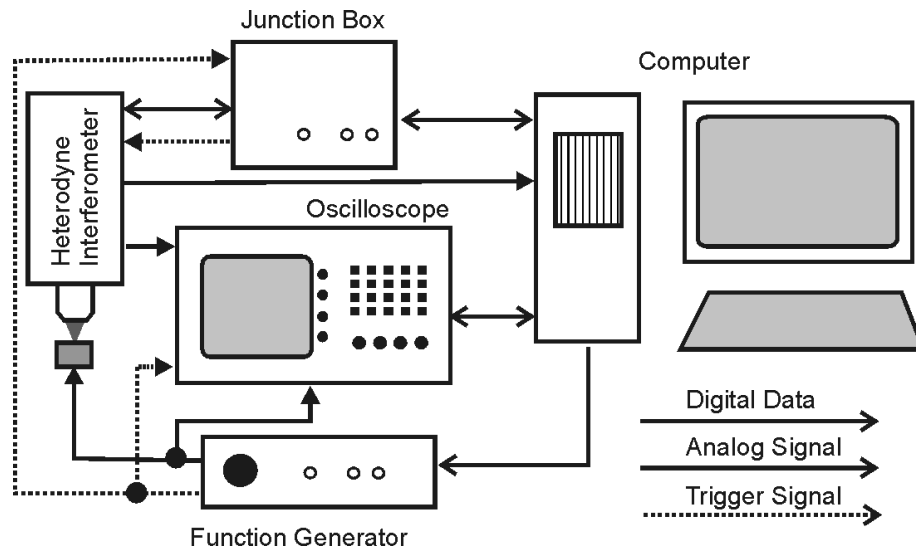 Junction Box
Computer
Heterodyne
Interferometer
Oscilloscope
Digital Data
Analog Signal
Trigger Signal
Function Generator